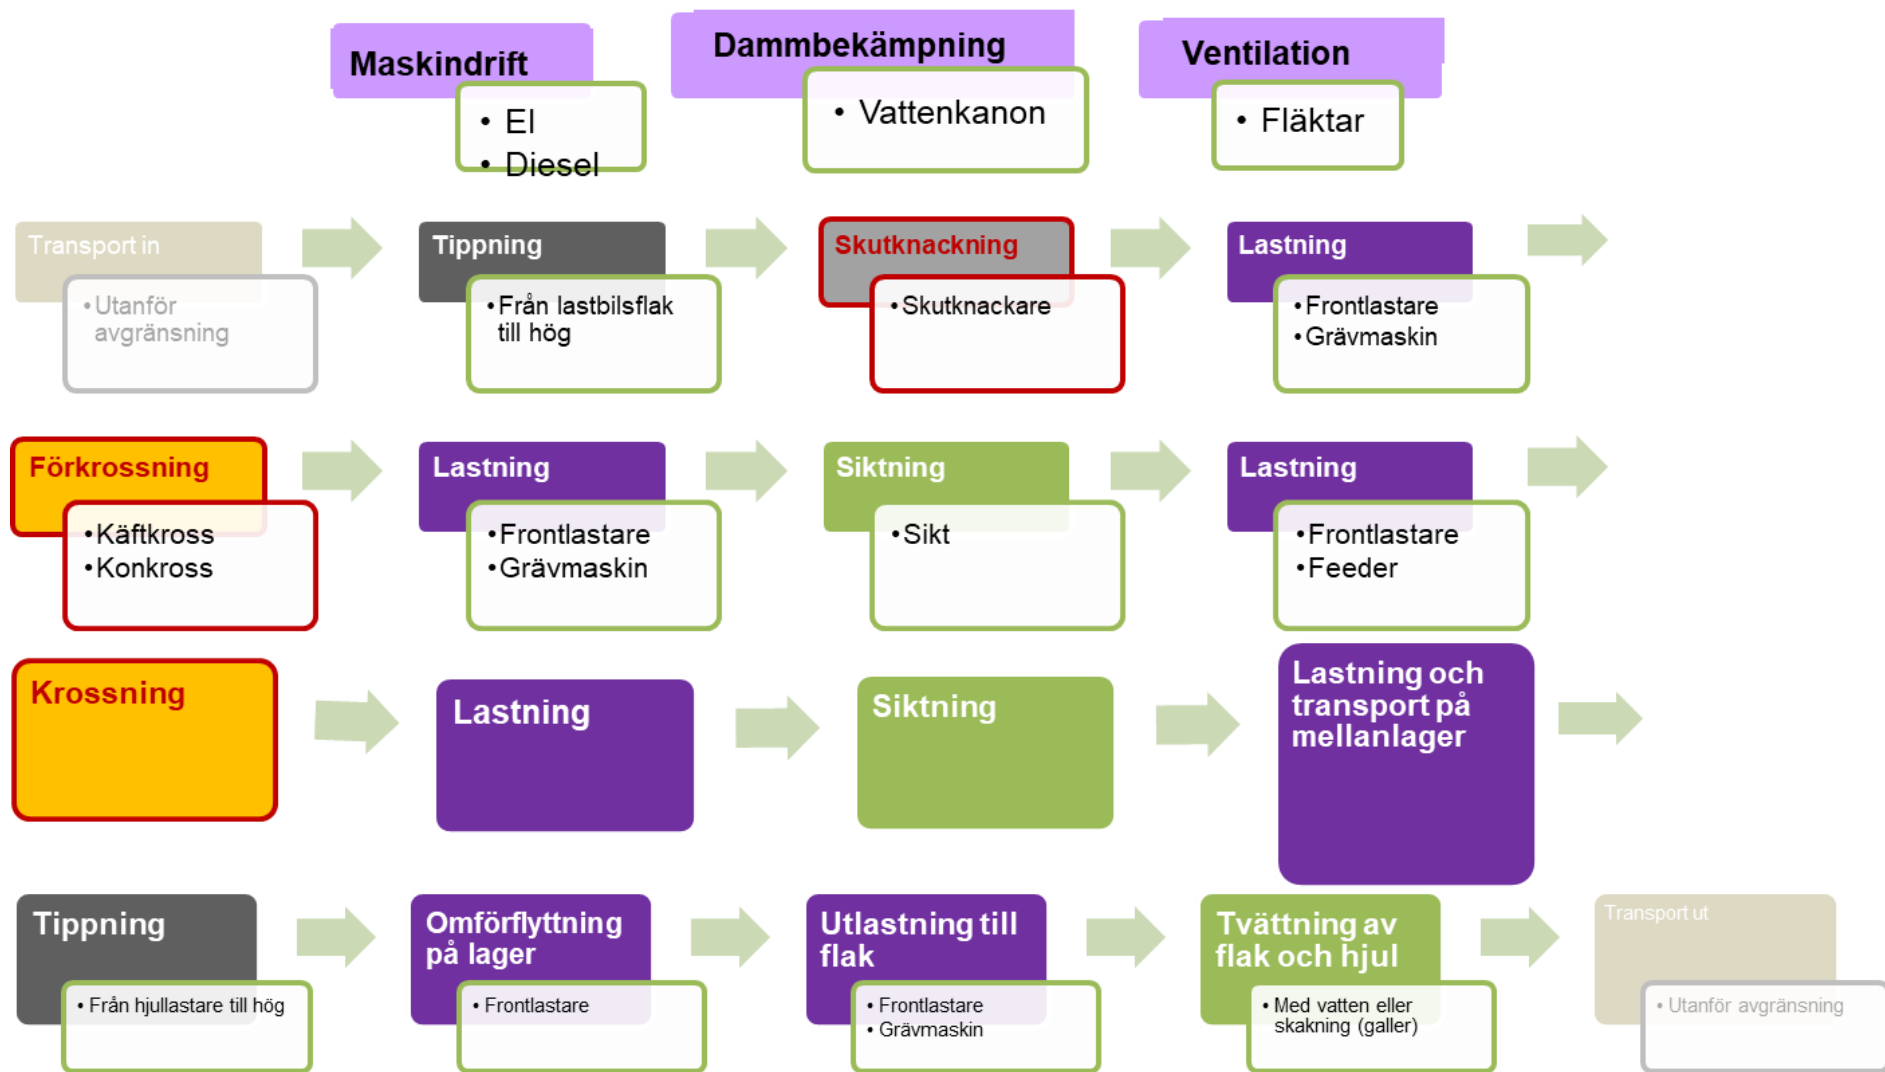 Maskindrift
• El
• Diesel
Dammbekämpning
• Vattenkanon
Ventilation
• Fläktar
Transport in
• Utanför
avgränsning
Tippning
• Från lastbilsflak
till hög
Skutknackning
• Skutknackare
Lastning
• Frontlastare
• Grävmaskin
Förkrossning
• Käftkross
• Konkross
Lastning
• Frontlastare
• Grävmaskin
Siktning
• Sikt
Lastning
• Frontlastare
• Feeder
Krossning
Lastning
Siktning
Lastning och
transport på
mellanlager
Tippning
• Från hjullastare till hög
Omförflyttning
på lager
• Frontlastare
Utlastning till
flak
• Frontlastare
• Grävmaskin
Tvättning av
flak och hjul
• Med vatten eller
skakning (galler)
Transport ut
• Utanför avgränsning